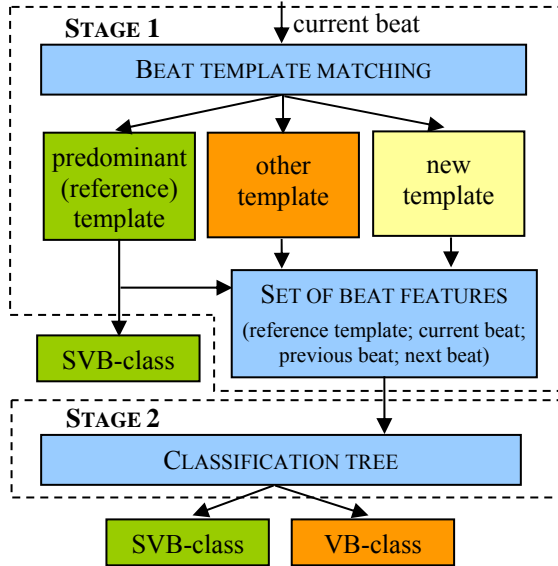 STAGE 1
current beat
BEAT TEMPLATE MATCHING
predominant
(reference)
template
other
template
new
template
SET OF BEAT FEATURES
(reference template; current beat;
previous beat; next beat)
SVB-class
STAGE 2
CLASSIFICATION TREE
SVB-class
VB-class